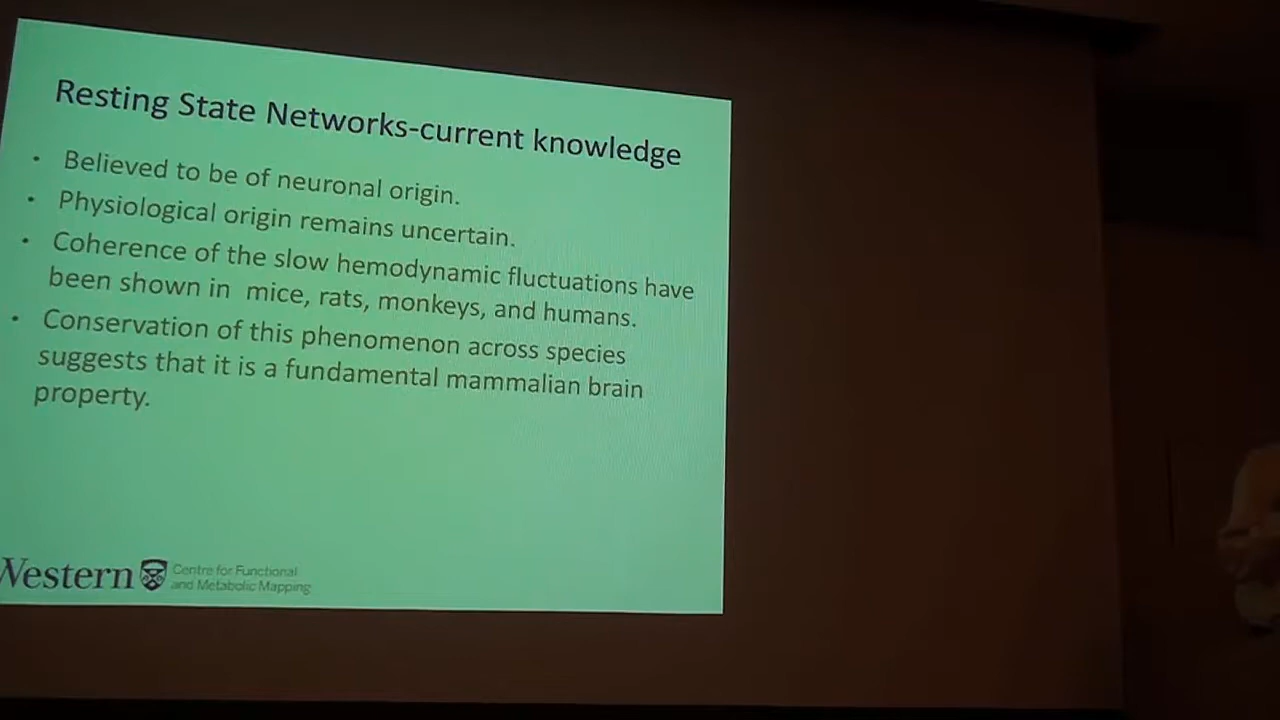 Resting State Networks-current knowledge
• Believed to be of neuronal origin.
• Physiological origin remains uncertain.
• Coherence of the slow hemodynamic fluctuations have
been shown in mice, rats, monkeys, and humans.
• Conservation of this phenomenon across species
suggests that it is a fundamental mammalian brain
property.
Western
Centre for Functional
and Metabolic Mapping